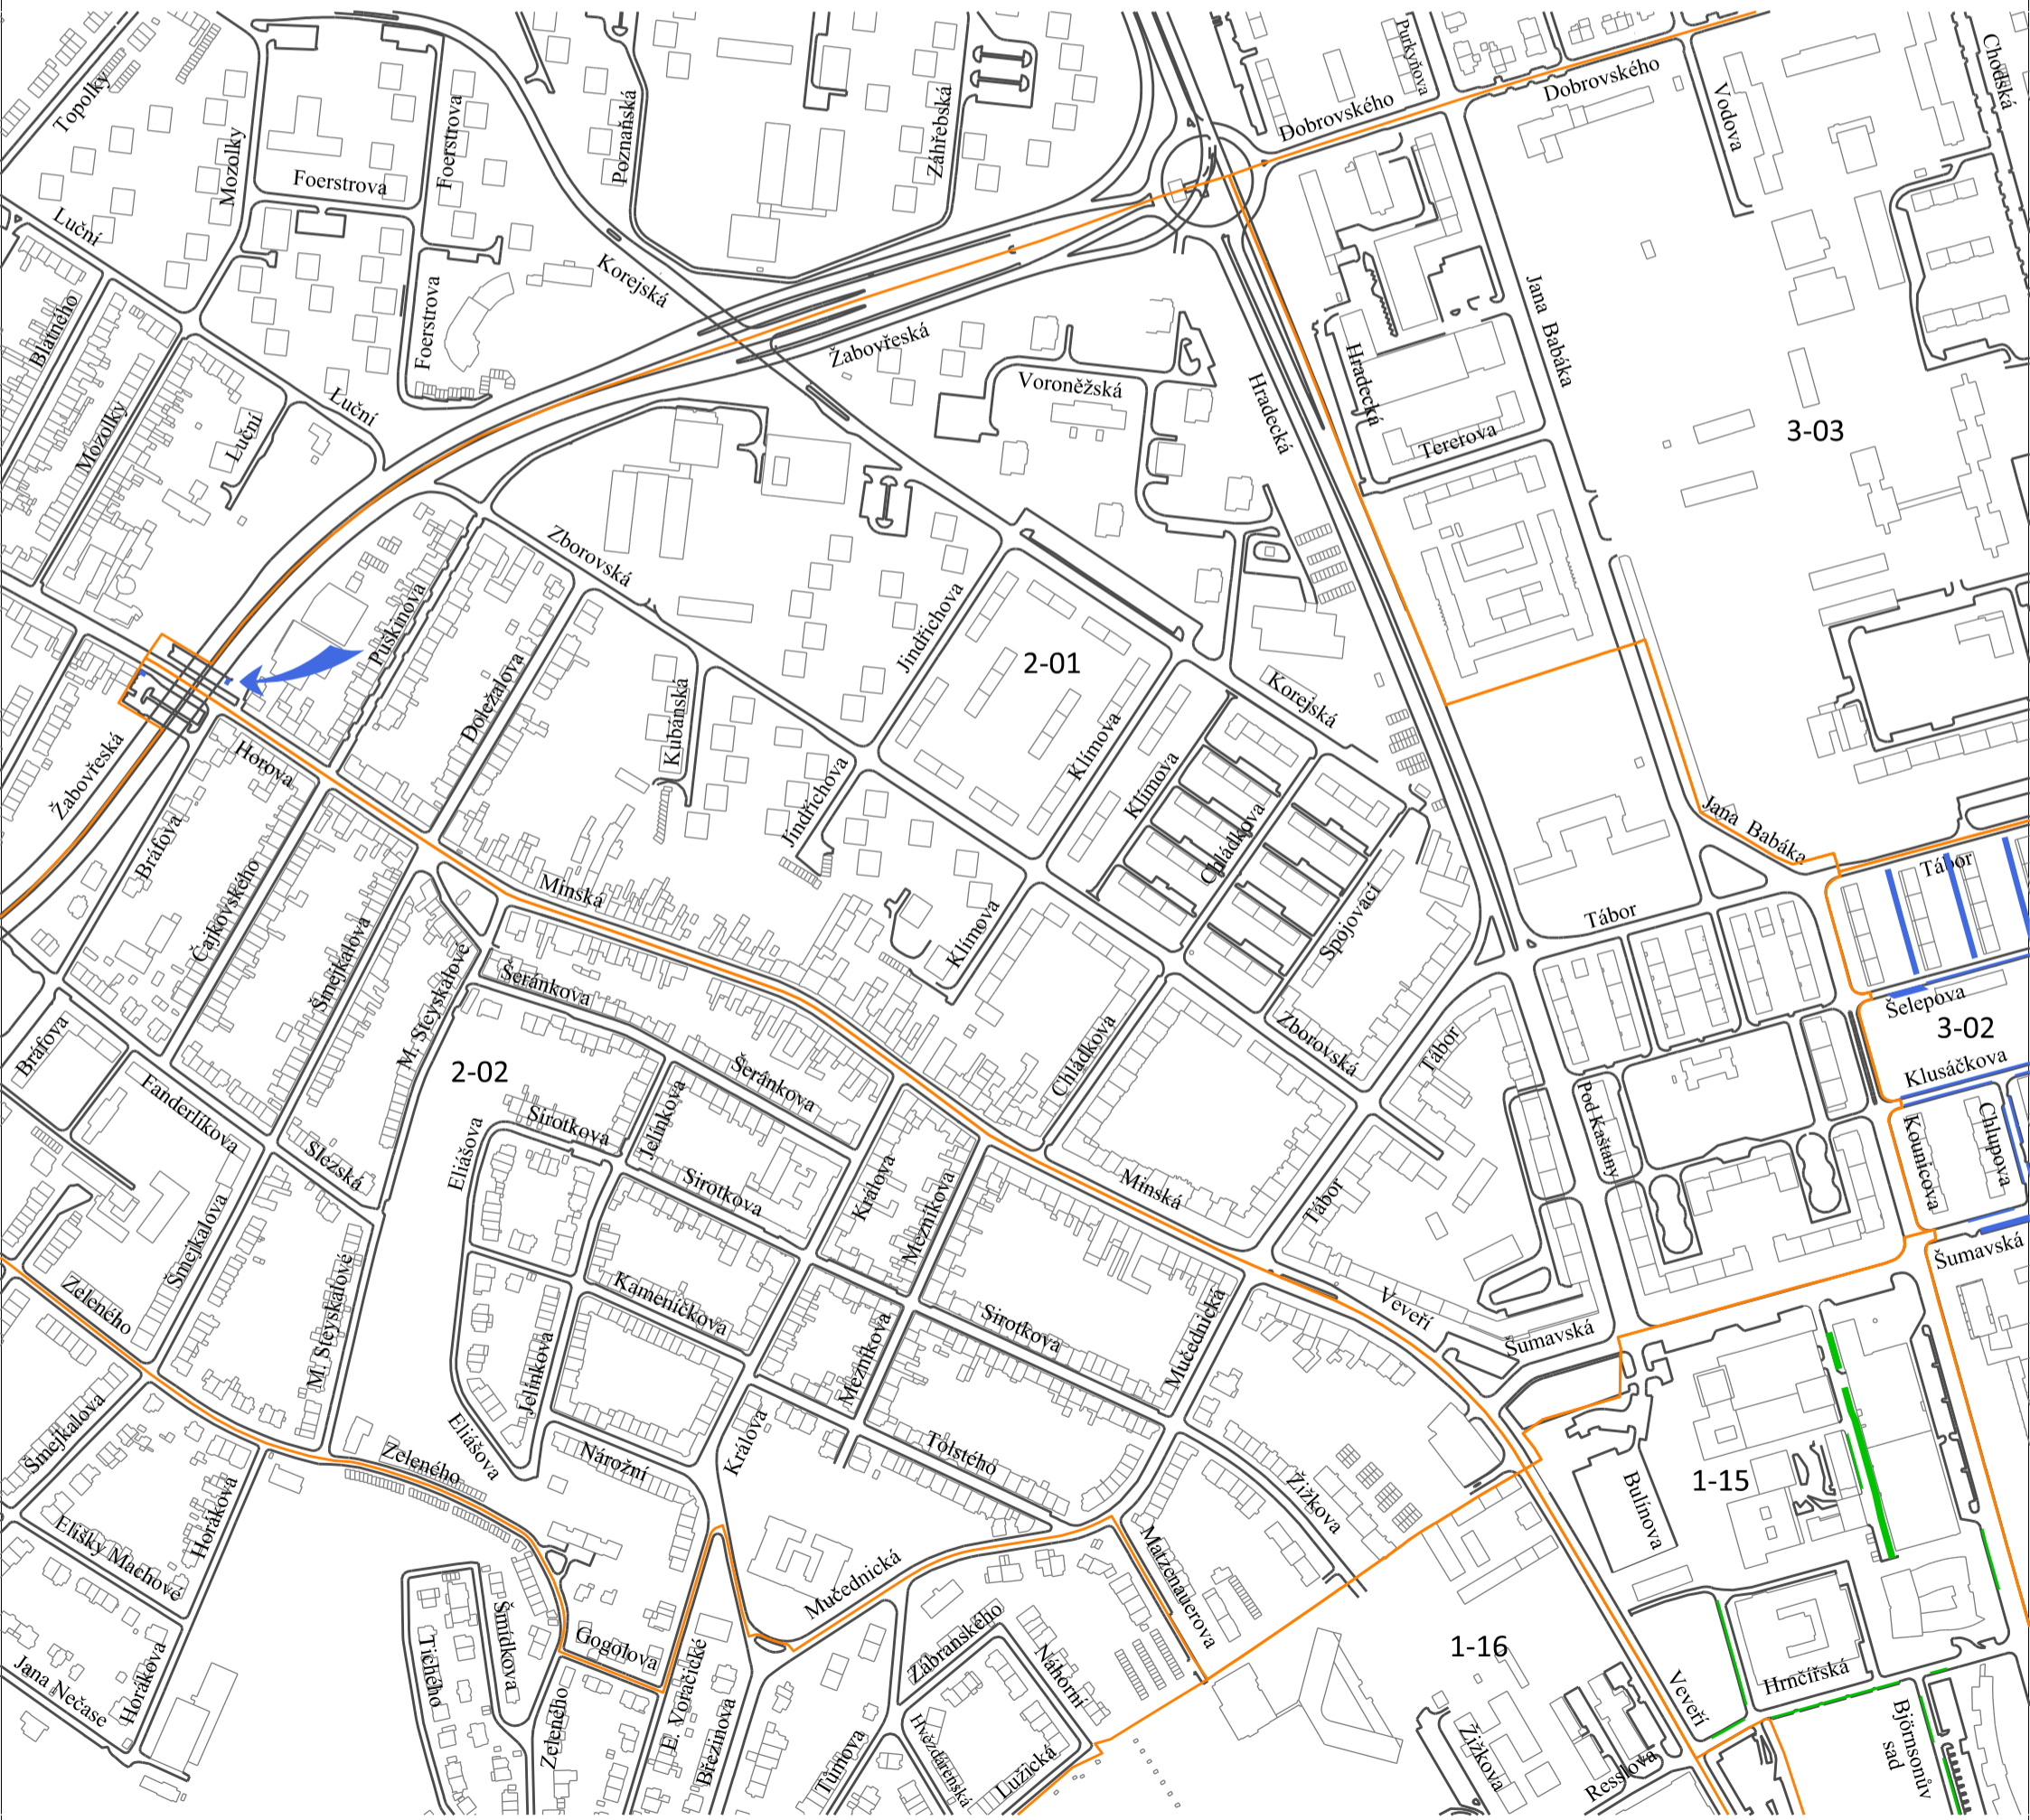 Topolky
Mozolky
Foerstrova
Foerstrova
Luční
Poznaňská
Záhřebská
Purkyňova
Dobrovského
Dobrovského
Vodova
Chodská
Korejská
Foerstrova
Blatného
Mozolky
Luční
Luční
Žabovřeská
Voroněžská
Hradecká
Hradecká
Jana Babáka
Tererova
3-03
Zborovská
Puškinova
Doležalova
Kubánská
Jindřichova
2-01
Klímova
Klímova
Korejská
Žabovřeská
Horova
Bráfova
Čajkovského
Šmejkalova
Jindřichova
Chládkova
Spojovací
Jana Babáka
Tábor
Tábor
Minská
Klímova
Šeránkova
M. Steyskalové
2-02
Šeránkova
Chládkova
Zborovská
Tábor
Šelepova
3-02
Klusáčkova
Bráfova
Fanderlíkova
Slezská
Eliášova
Sirotkova
Jelínkova
Sirotkova
Králova
Mezníkova
Minská
Tábor
Pod Kaštany
Kounicova
Chlupova
Šumavská
Šmejkalova
Zeleného
M. Steyskalové
Kameníčkova
Jelínkova
Mezníkova
Sirotkova
Mučednická
Veveří
Šumavská
Šmejkalova
Eliášova
Zeleného
Nárožní
Králova
Tolstého
Žižkova
Bulínova
1-15
Horákova
Elišky Machové
Mučednická
Matzenauerova
Horákova
Jana Nečase
Tichého
Šmídkova
Gogolova
Zeleného
E. Voračické
Březinova
Zábranského
Náhorní
Tůmova
Hvězdárenská
Lužická
1-16
Žižkova
Resslova
Veveří
Hrnčířská
Björnsonův
sad